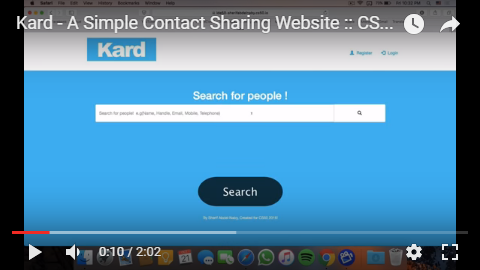 Kard - A Simple Contact Sharing Website :: CS...
Kard
Register
Login
Search for people !
Search for people! e.g(Name, Handle, Email, Mobile, Telephone)
Search
0:10 / 2:02